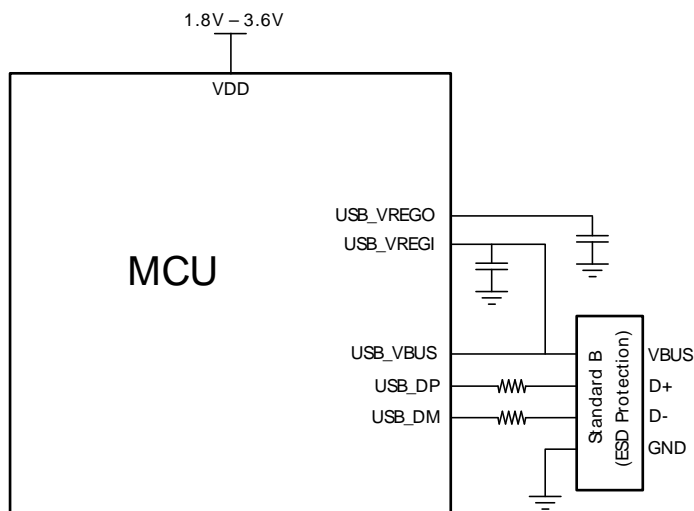 1.8V – 3.6V
VDD
MCU
USB_VREGO
USB_VREGI
USB_VBUS
USB_DP
USB_DM
Standard B
(ESD Protection)
VBUS
D+
D-
GND